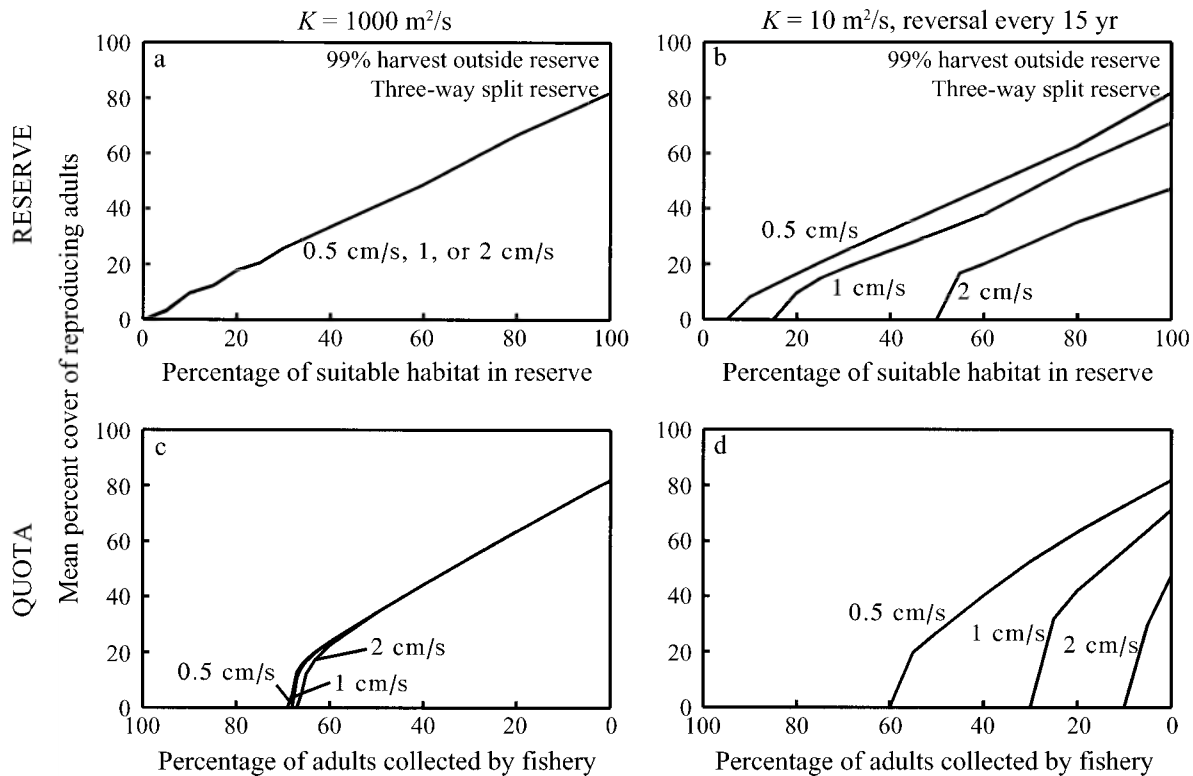 K = 1000 m²/s
K = 10 m²/s, reversal every 15 yr
RESERVE
QUOTA
Mean percent cover of reproducing adults
a
99% harvest outside reserve
Three-way split reserve
100
80
60
40
20
0
0.5 cm/s, 1, or 2 cm/s
0 20 40 60 80 100
Percentage of suitable habitat in reserve
b
99% harvest outside reserve
Three-way split reserve
100
80
60
40
20
0
0.5 cm/s
1 cm/s
2 cm/s
0 20 40 60 80 100
Percentage of suitable habitat in reserve
c
100
80
60
40
20
0
2 cm/s
0.5 cm/s
1 cm/s
100 80 60 40 20 0
Percentage of adults collected by fishery
d
100
80
60
40
20
0
0.5 cm/s
1 cm/s
2 cm/s
100 80 60 40 20 0
Percentage of adults collected by fishery